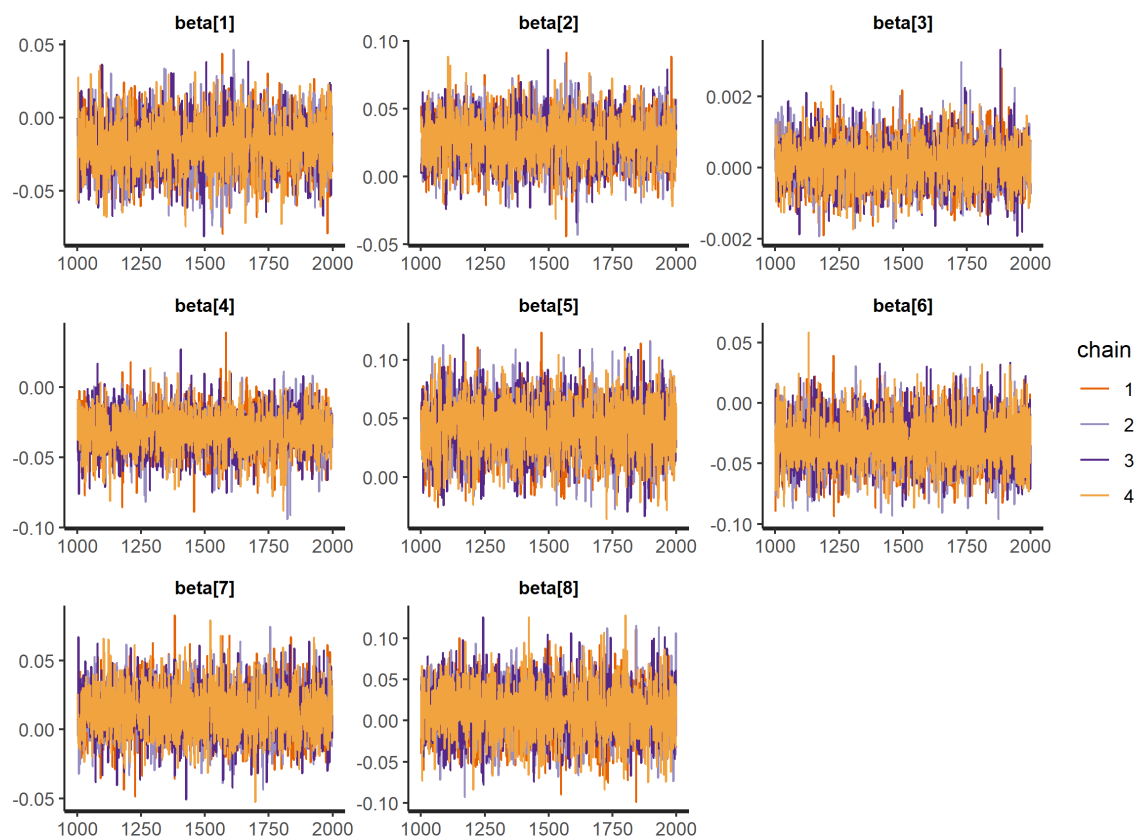 beta[1] beta[2] beta[3]
0.05 0.10
0.00 0.05 0.002
-0.05 0.00 0.000
-0.05 -0.002
1000 1250 1500 1750 2000 1000 1250 1500 1750 2000 1000 1250 1500 1750 2000
beta[4] beta[5] beta[6]
0.00 0.10 0.05
-0.05 0.05 0.00
-0.10 0.00 -0.05
-0.10
1000 1250 1500 1750 2000 1000 1250 1500 1750 2000 1000 1250 1500 1750 2000
chain
1
2
3
4
beta[7] beta[8]
0.05 0.10
0.00 0.05
-0.05 0.00
-0.05
-0.10
1000 1250 1500 1750 2000 1000 1250 1500 1750 2000